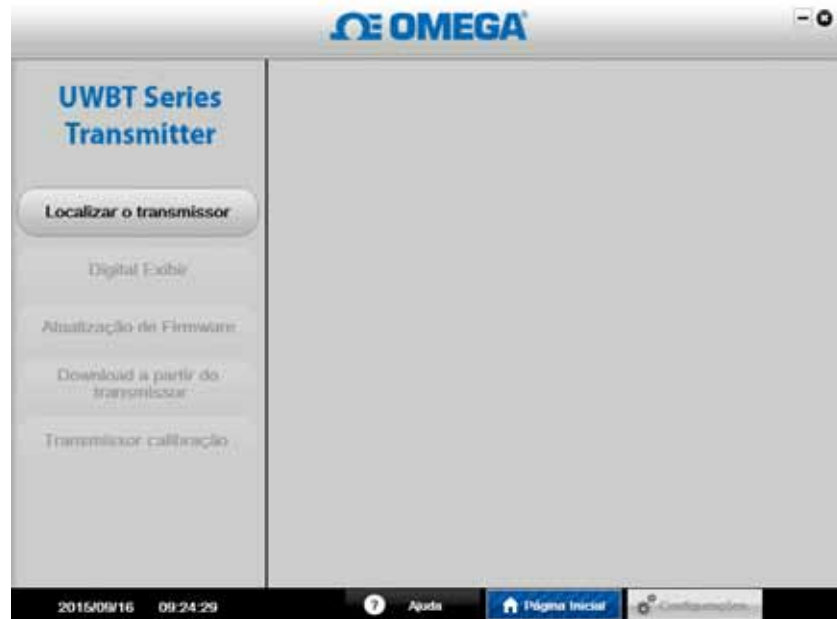 OMEGA
UWBT Series
Transmitter
Localizar o transmissor
Digital Exibir
Atualização de Firmware
Download a partir do
transmissor
Transmissor calibração
2015/09/16 09:24:29
? Ajuda
Página Inicial
Configurações